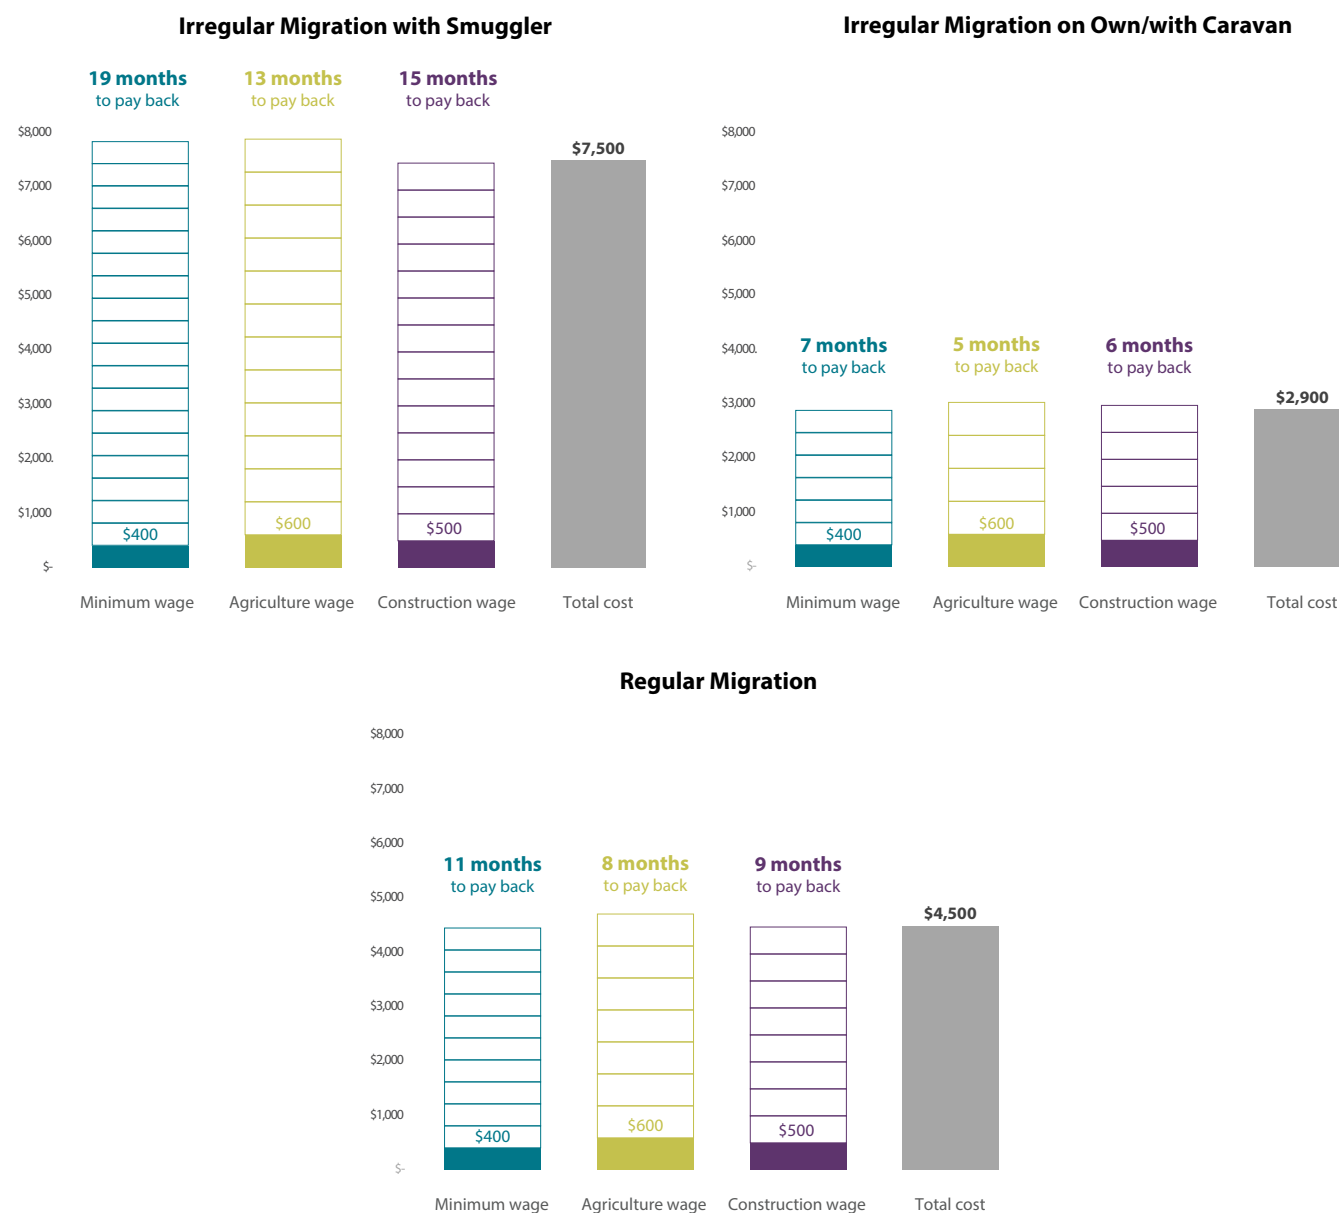 Irregular Migration with Smuggler
19 months
to pay back
13 months
to pay back
15 months
to pay back
$8,000
$7,000
$6,000
$5,000
$4,000
$3,000
$2,000.
$1,000
$-
$7,500
$400
$600
$500
Minimum wage
Agriculture wage
Construction wage
Total cost
Irregular Migration on Own/with Caravan
$8,000
$7,000
$6,000
$5,000
$4,000.
$3,000
$2,000
$1,000
$-
7 months
to pay back
5 months
to pay back
6 months
to pay back
$2,900
$400
$600
$500
Minimum wage
Agriculture wage
Construction wage
Total cost
Regular Migration
$8,000
$7,000
$6,000
$5,000
$4,000
$3,000
$2,000
$1,000
$-
11 months
to pay back
8 months
to pay back
9 months
to pay back
$4,500
$400
$600
$500
Minimum wage
Agriculture wage
Construction wage
Total cost